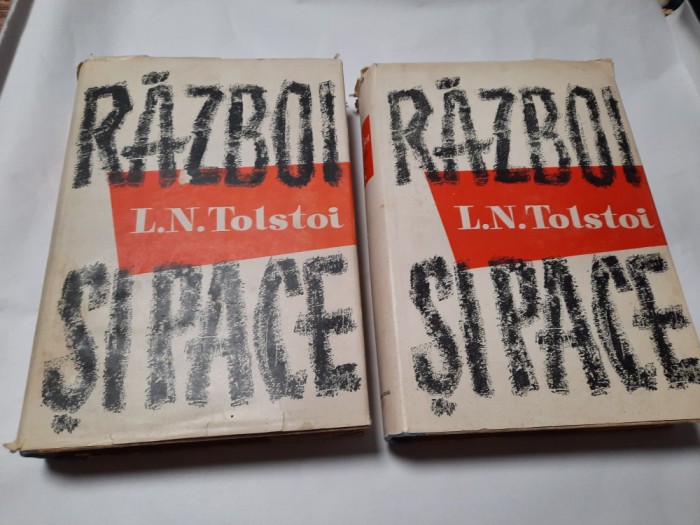 RĂZBOI
L.N.Tolstoi
ȘI PACE
RĂZBOI
L.N.Tolstoi
ȘI PACE